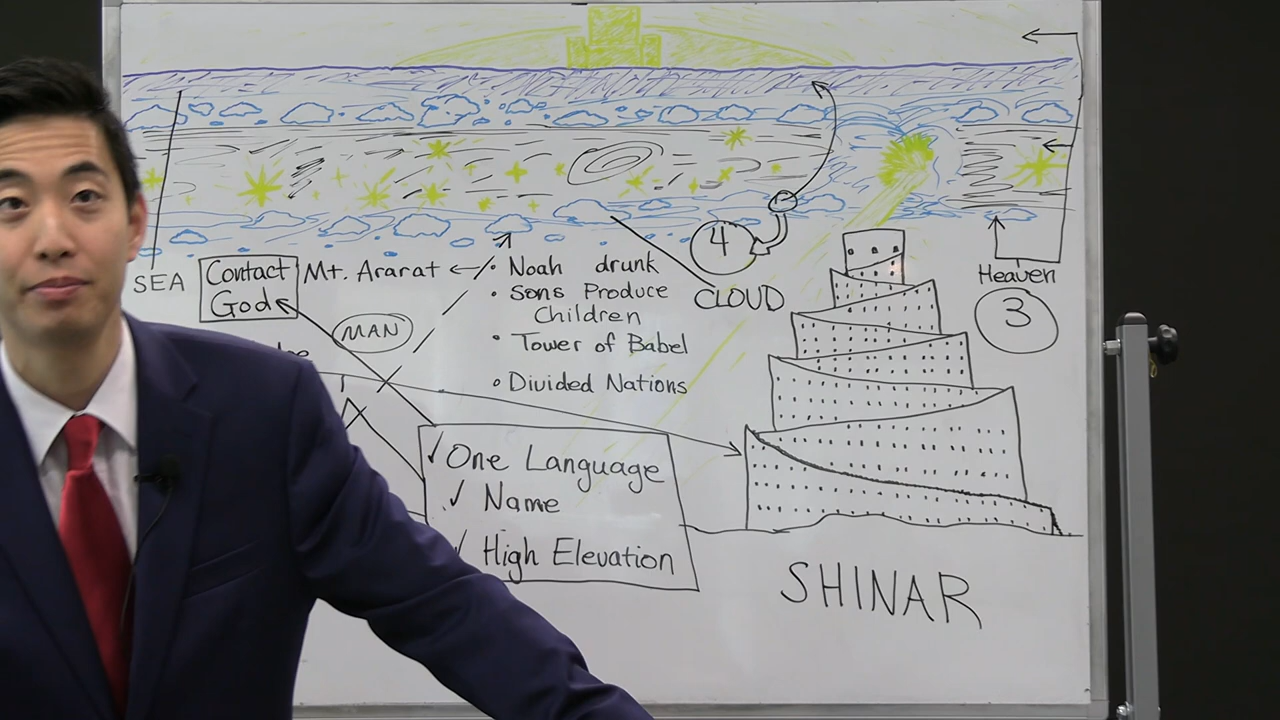 SEA
Contact
God
Mt. Ararat
MAN
• Noah drunk
• Sons Produce
Children
• Tower of Babel
• Divided Nations
4
CLOUD
Heaven
3
✓ One Language
✓ Name
✓ High Elevation
SHINAR